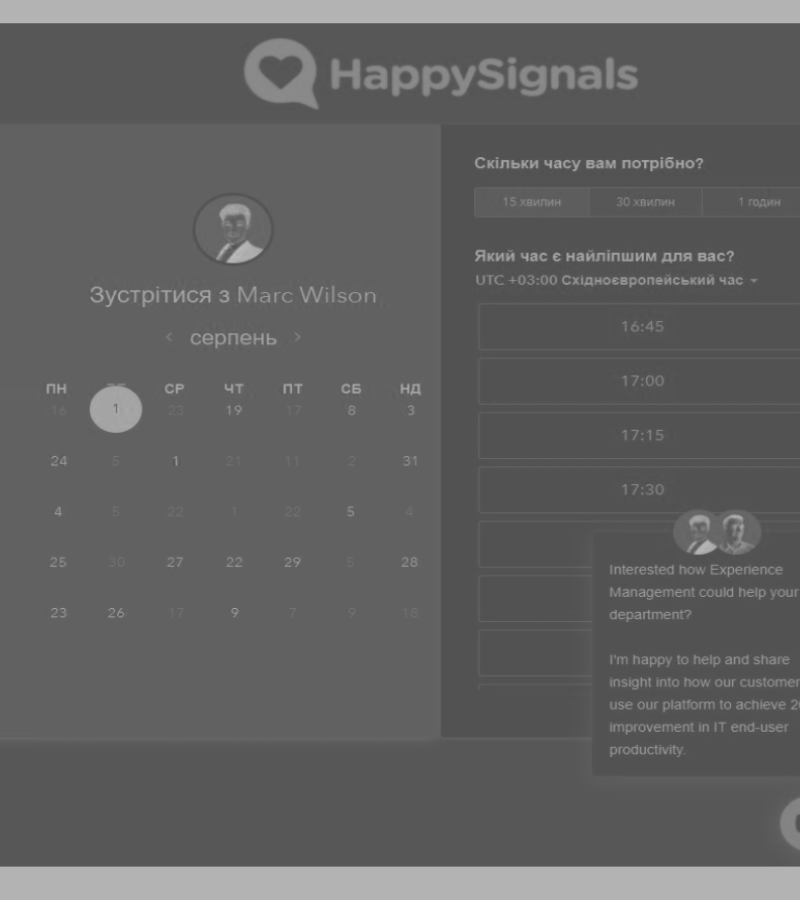 HappySignals
Зустрітися з Marc Wilson
< серпень >
ПН СР ЧТ ПТ СБ НД
16 1 23 19 17 8 3
24 5 1 21 11 2 31
4 5 22 1 22 5 4
25 30 27 22 29 5 28
23 26 17 9 7 9 18
Скільки часу вам потрібно?
15 хвилин 30 хвилин 1 годин
Який час є найліпшим для вас?
UTC +03:00 Східноєвропейський час
16:45
17:00
17:15
17:30
Interested how Experience
Management could help your
department?
I'm happy to help and share
insight into how our customer
use our platform to achieve
improvement in IT end-user
productivity.